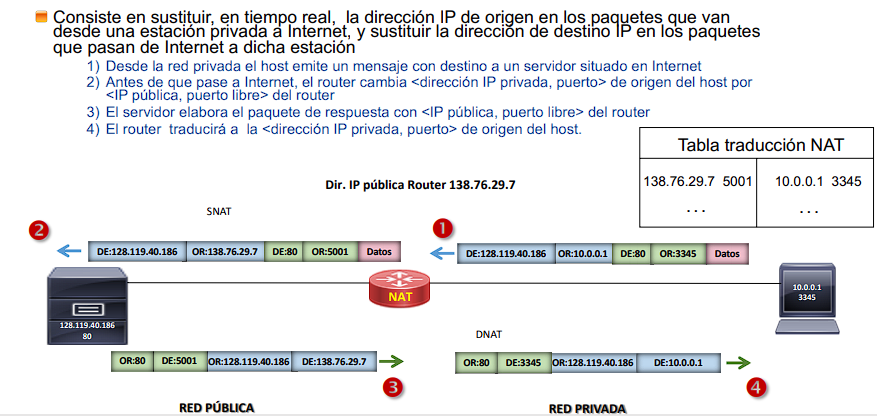 Consiste en sustituir, en tiempo real, la dirección IP de origen en los paquetes que van
desde una estación privada a Internet, y sustituir la dirección de destino IP en los paquetes
que pasan de Internet a dicha estación
1) Desde la red privada el host emite un mensaje con destino a un servidor situado en Internet
2) Antes de que pase a Internet, el router cambia <dirección IP privada, puerto> de origen del host por
<IP pública, puerto libre> del router
3) El servidor elabora el paquete de respuesta con <IP pública, puerto libre> del router
4) El router traducirá a la <dirección IP privada, puerto> de origen del host.
Tabla traducción NAT
138.76.29.7 5001 10.0.0.1 3345
... ...
Dir. IP pública Router 138.76.29.7
SNAT
2
1
DE:128.119.40.186 OR:138.76.29.7 DE:80 OR:5001 Datos
DE:128.119.40.186 OR:10.0.0.1 DE:80 OR:3345 Datos
128.119.40.186
80
NAT
10.0.0.1
3345
DNAT
OR:80 DE:5001 OR:128.119.40.186 DE:138.76.29.7
3
OR:80 DE:3345 OR:128.119.40.186 DE:10.0.0.1
4
RED PÚBLICA
RED PRIVADA